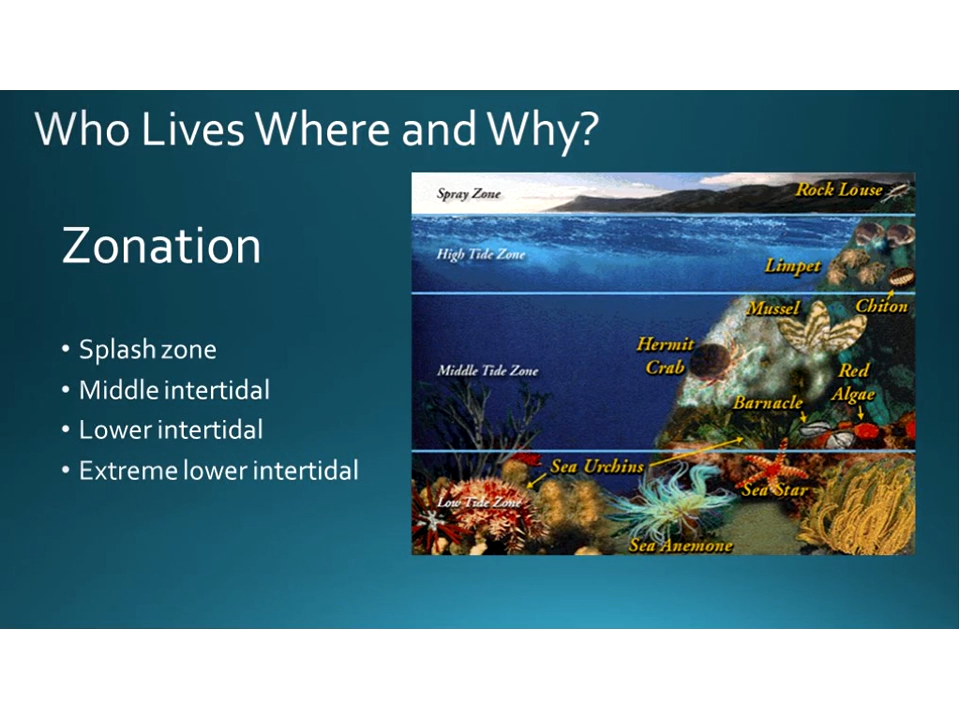 Who Lives Where and Why?
Zonation
• Splash zone
• Middle intertidal
• Lower intertidal
• Extreme lower intertidal
Spray Zone
Rock Louse
High Tide Zone
Limpet
Chiton
Mussel
Hermit
Crab
Middle Tide Zone
Red
Algae
Barnacle
Sea Urchins
Sea Star
Low Tide Zone
Sea Anemone